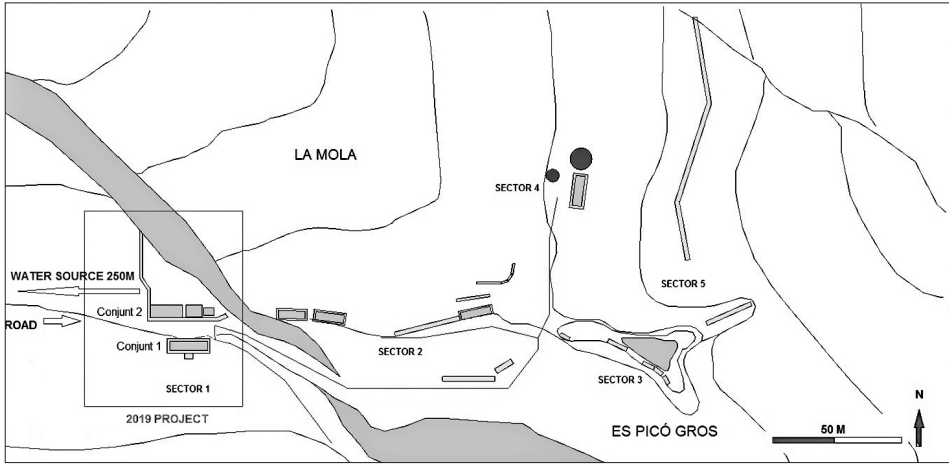 LA MOLA
SECTOR 4
WATER SOURCE 250M
SECTOR 5
Conjunt 2
ROAD
Conjunt 1
SECTOR 2
SECTOR 3
SECTOR 1
2019 PROJECT
ES PICÓ GROS
50 M
N